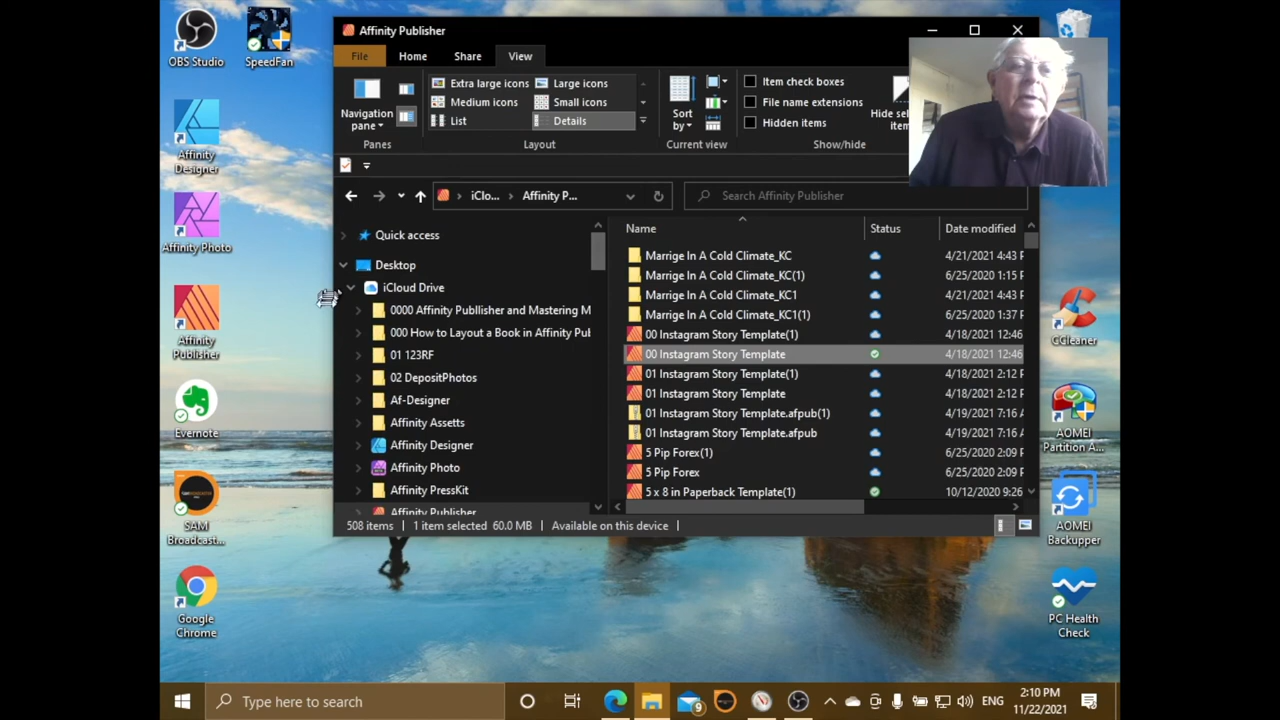 OBS Studio
SpeedFan
Affinity Designer
Affinity Photo
Affinity Publisher
Evernote
SAM Broadcast...
Google Chrome
Affinity Publisher
File Home Share View
Navigation pane
Extra large icons Large icons
Medium icons Small icons
List Details
Sort by
Item check boxes
File name extensions
Hidden items
Panes Layout Current view Show/hide
iClo... Affinity P...
Search Affinity Publisher
Quick access
Desktop
iCloud Drive
0000 Affinity Publlisher and Mastering M
000 How to Layout a Book in Affinity Pul
01 123RF
02 DepositPhotos
Af-Designer
Affinity Assetts
Affinity Designer
Affinity Photo
Affinity PressKit
Affinity Publisher
Name Status Date modified
Marrige In A Cold Climate_KC 4/21/2021 4:43 P
Marrige In A Cold Climate_KC(1) 6/25/2020 1:15 P
Marrige In A Cold Climate_KC1 4/21/2021 4:43 P
Marrige In A Cold Climate_KC1(1) 6/25/2020 1:37 P
00 Instagram Story Template(1) 4/18/2021 12:46
00 Instagram Story Template 4/18/2021 12:46
01 Instagram Story Template(1) 4/18/2021 2:12 P
01 Instagram Story Template 4/18/2021 2:12 P
01 Instagram Story Template.afpub(1) 4/19/2021 7:16 A
01 Instagram Story Template.afpub 4/19/2021 7:16 A
5 Pip Forex(1) 6/25/2020 2:09 P
5 Pip Forex 6/25/2020 2:09 P
5 x 8 in Paperback Template(1) 10/12/2020 9:26
508 items 1 item selected 60.0 MB Available on this device
CCleaner
AOMEI Partition A...
AOMEI Backupper
PC Health Check
Type here to search
9
ENG
2:10 PM
11/22/2021